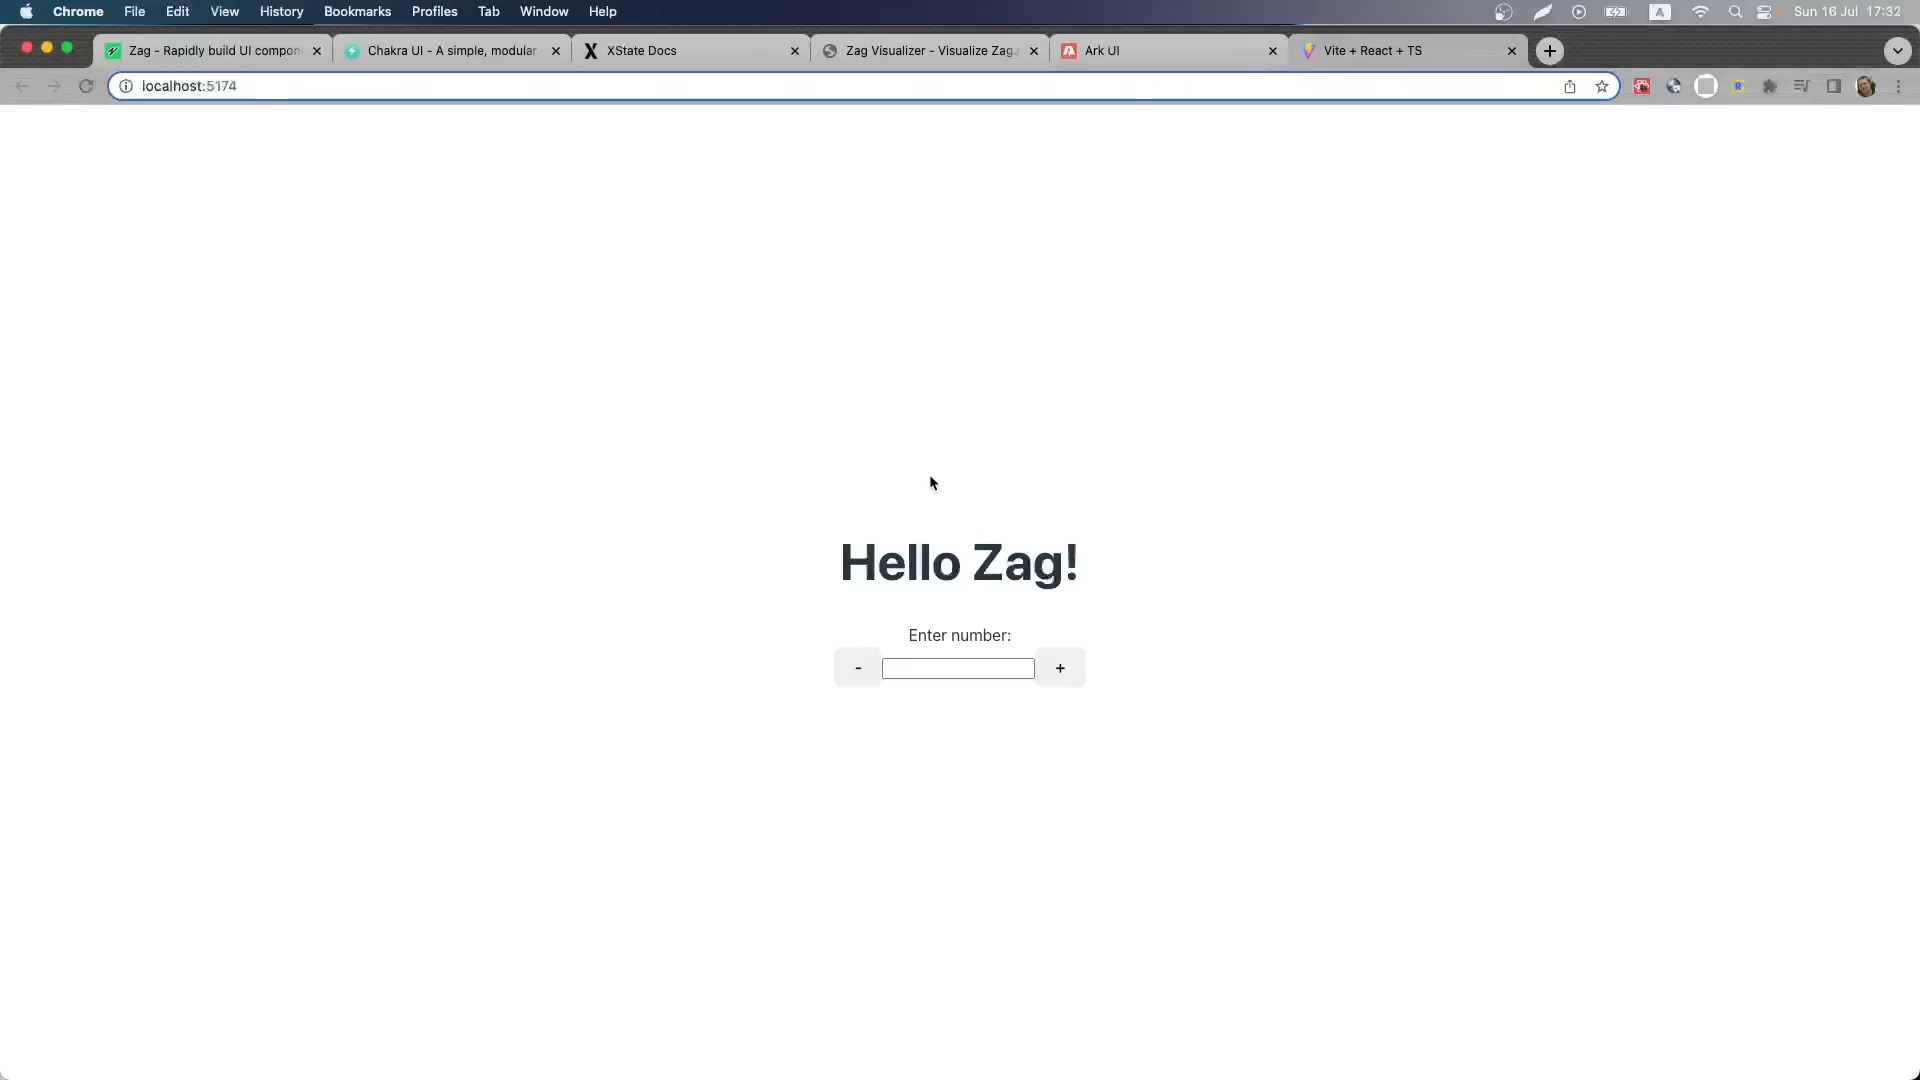 Chrome File Edit View History Bookmarks Profiles Tab Window Help A Sun 16 Jul 17:32
Zag - Rapidly build UI compon Chakra UI - A simple, modular XState Docs Zag Visualizer - Visualize ZagJ Ark UI Vite + React + TS
localhost:5174
Hello Zag!
Enter number:
- +